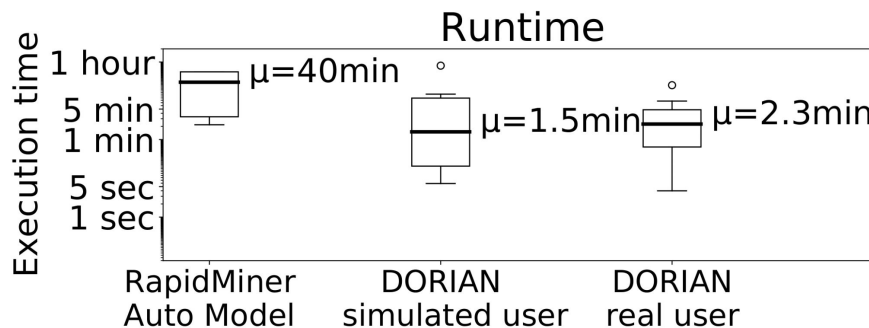 Runtime
Execution time
1 hour
5 min
1 min
5 sec
1 sec
μ=40min
μ=1.5min
μ=2.3min
RapidMiner
Auto Model
DORIAN
simulated user
DORIAN
real user